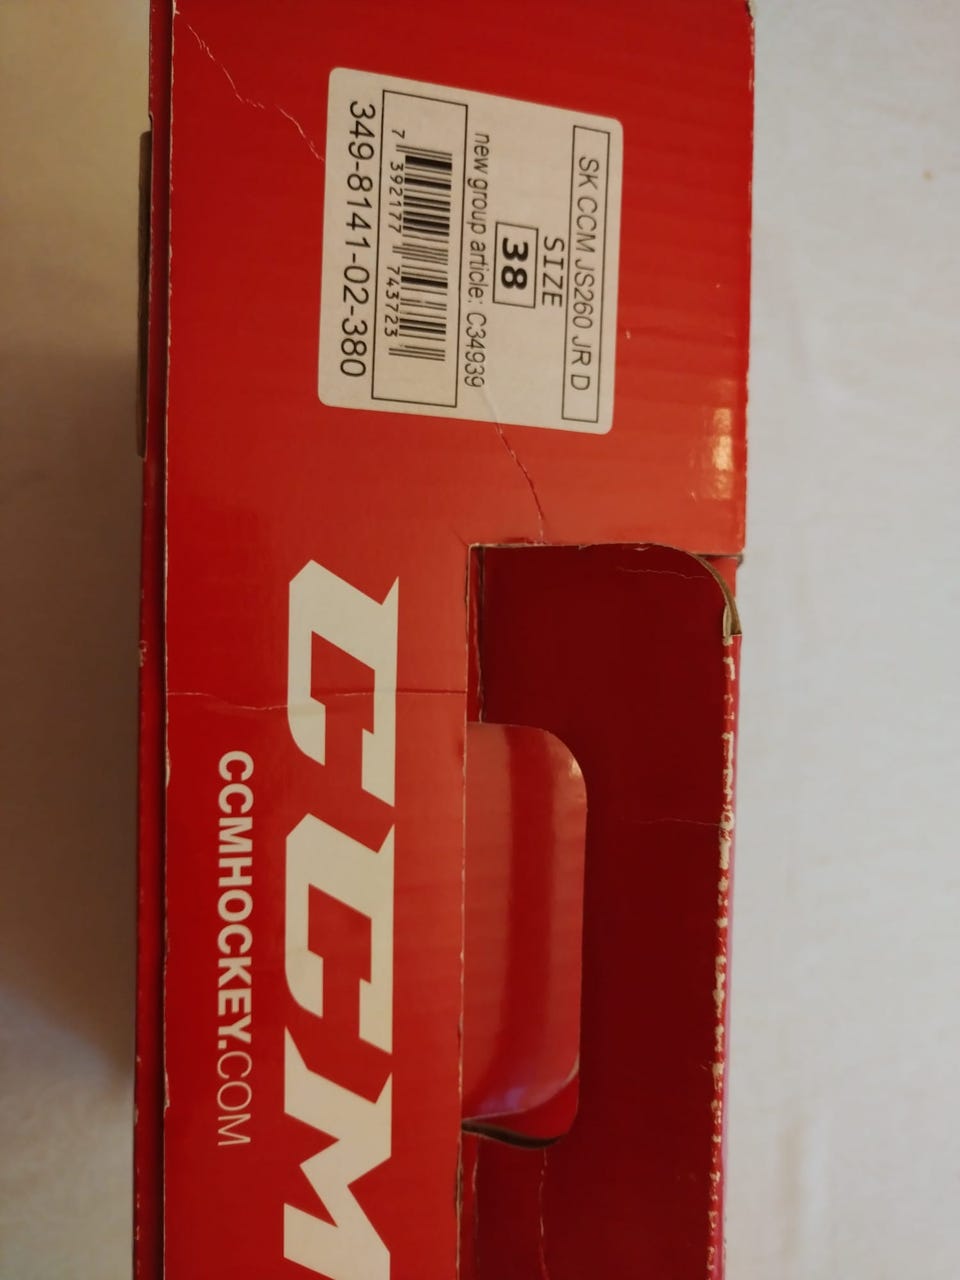 SK CCM JS260 JR D
SIZE
38
new group article: C34939
7 392177 743723
349-8141-02-380
CCM
CCMHOCKEY.COM